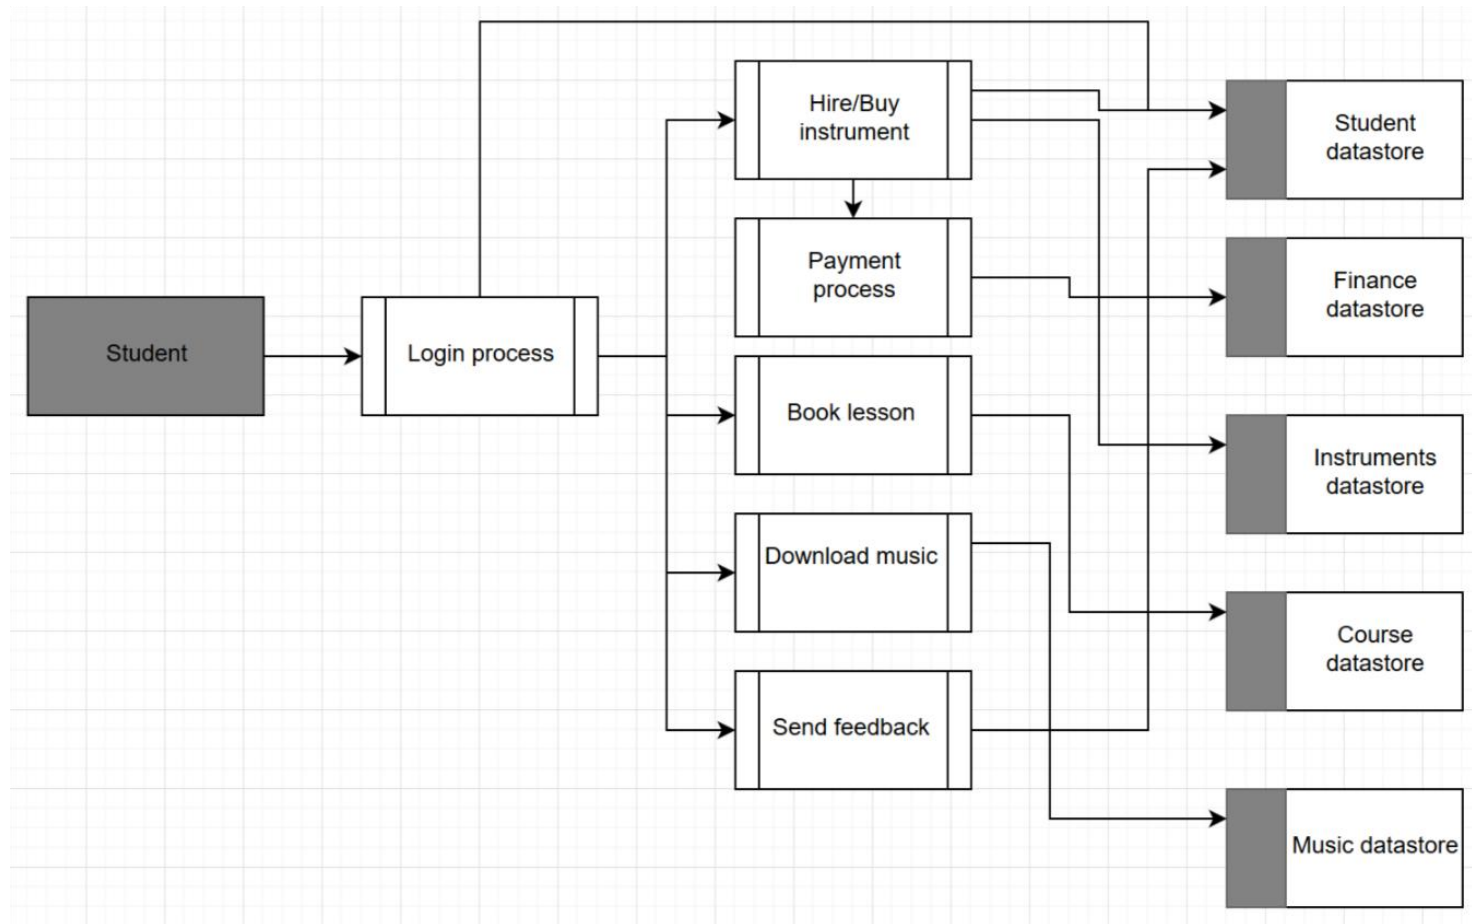 Student
Login process
Hire/Buy
instrument
Payment
process
Book lesson
Download music
Send feedback
Student
datastore
Finance
datastore
Instruments
datastore
Course
datastore
Music datastore